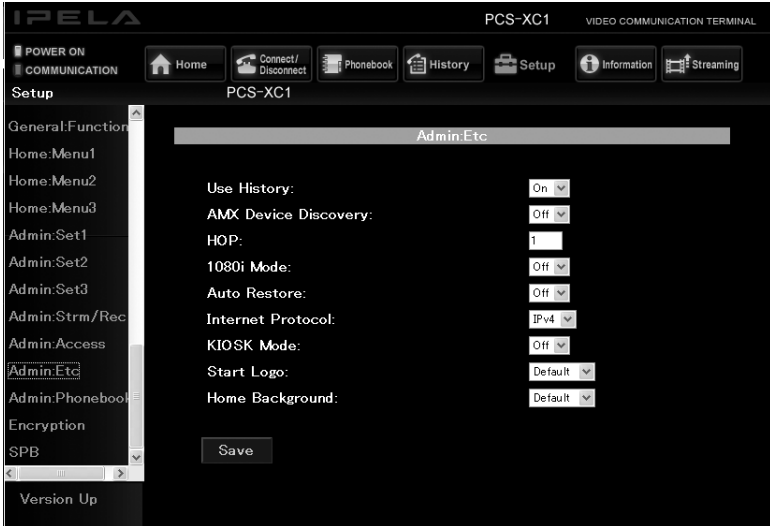 IPELA
PCS-XC1 VIDEO COMMUNICATION TERMINAL
POWER ON
COMMUNICATION
Home
Connect/
Disconnect
Phonebook
History
Setup
Information
Streaming
Setup PCS-XC1
General:Function
Home:Menu1
Home:Menu2
Home:Menu3
Admin:Set1
Admin:Set2
Admin:Set3
Admin:Strm/Rec
Admin:Access
Admin:Etc
Admin:Phonebook
Encryption
SPB
Version Up
Admin:Etc
Use History: On
AMX Device Discovery: Off
HOP: 1
1080i Mode: Off
Auto Restore: Off
Internet Protocol: IPv4
KIOSK Mode: Off
Start Logo: Default
Home Background: Default
Save